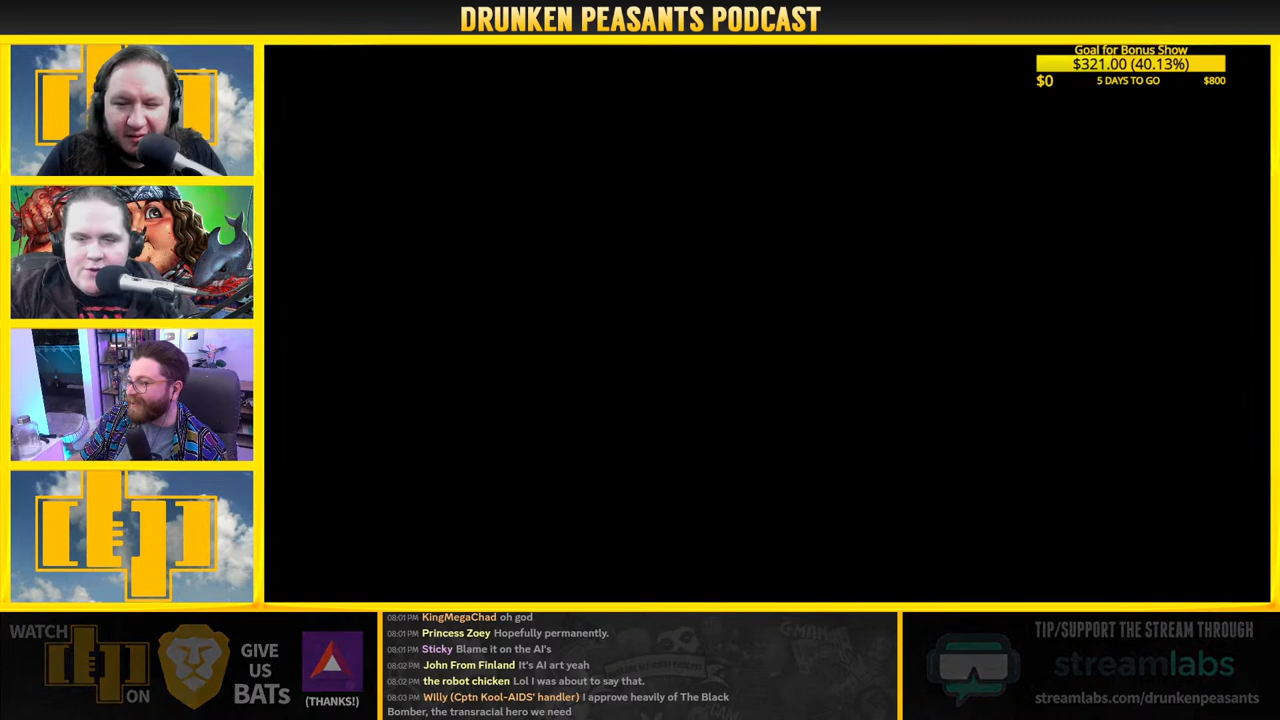 DRUNKEN PEASANTS PODCAST
Goal for Bonus Show
$321.00 (40.13%)
$0 5 DAYS TO GO $800
WATCH
ON
GIVE
US
BATs
(THANKS!)
08:01 PM KingMegaChad oh god
08:01 PM Princess Zoey Hopefully permanently.
08:01 PM Sticky Blame it on the AI's
08:02 PM John From Finland It's AI art yeah
08:02 PM the robot chicken Lol I was about to say that.
08:03 PM WIlly (Cptn Kool-AIDS' handler) I approve heavily of The Black
Bomber, the transracial hero we need
TIP/SUPPORT THE STREAM THROUGH
streamlabs
streamlabs.com/drunkenpeasants